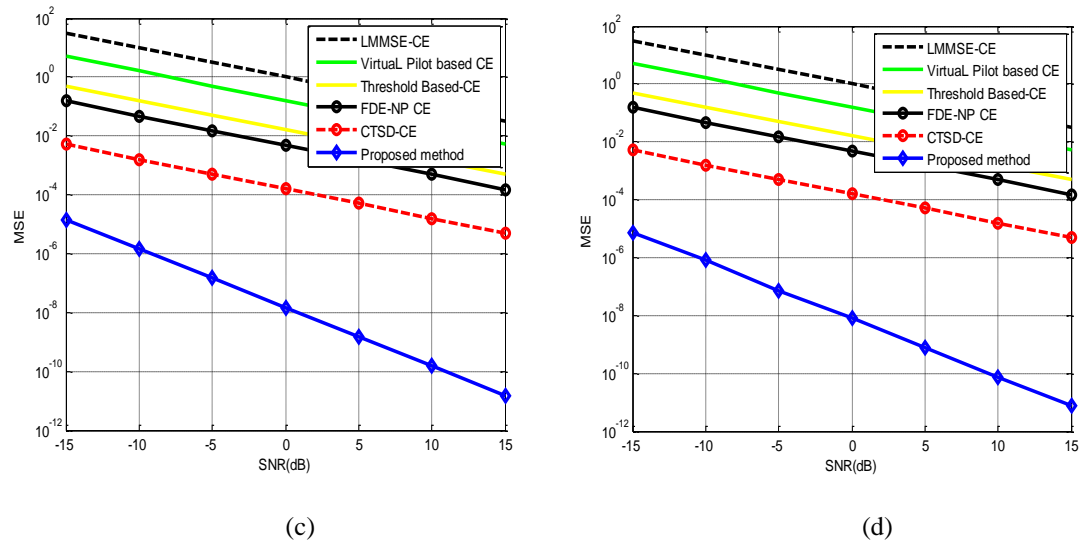 10^2
10^0
10^-2
10^-4
10^-6
10^-8
10^-10
10^-12
MSE
-15 -10 -5 0 5 10 15
SNR(dB)
LMMSE-CE
VirtuaL Pilot based CE
Threshold Based-CE
FDE-NP CE
CTSD-CE
Proposed method
(c)
10^2
10^0
10^-2
10^-4
10^-6
10^-8
10^-10
10^-12
MSE
-15 -10 -5 0 5 10 15
SNR(dB)
LMMSE-CE
VirtuaL Pilot based CE
Threshold Based-CE
FDE-NP CE
CTSD-CE
Proposed method
(d)